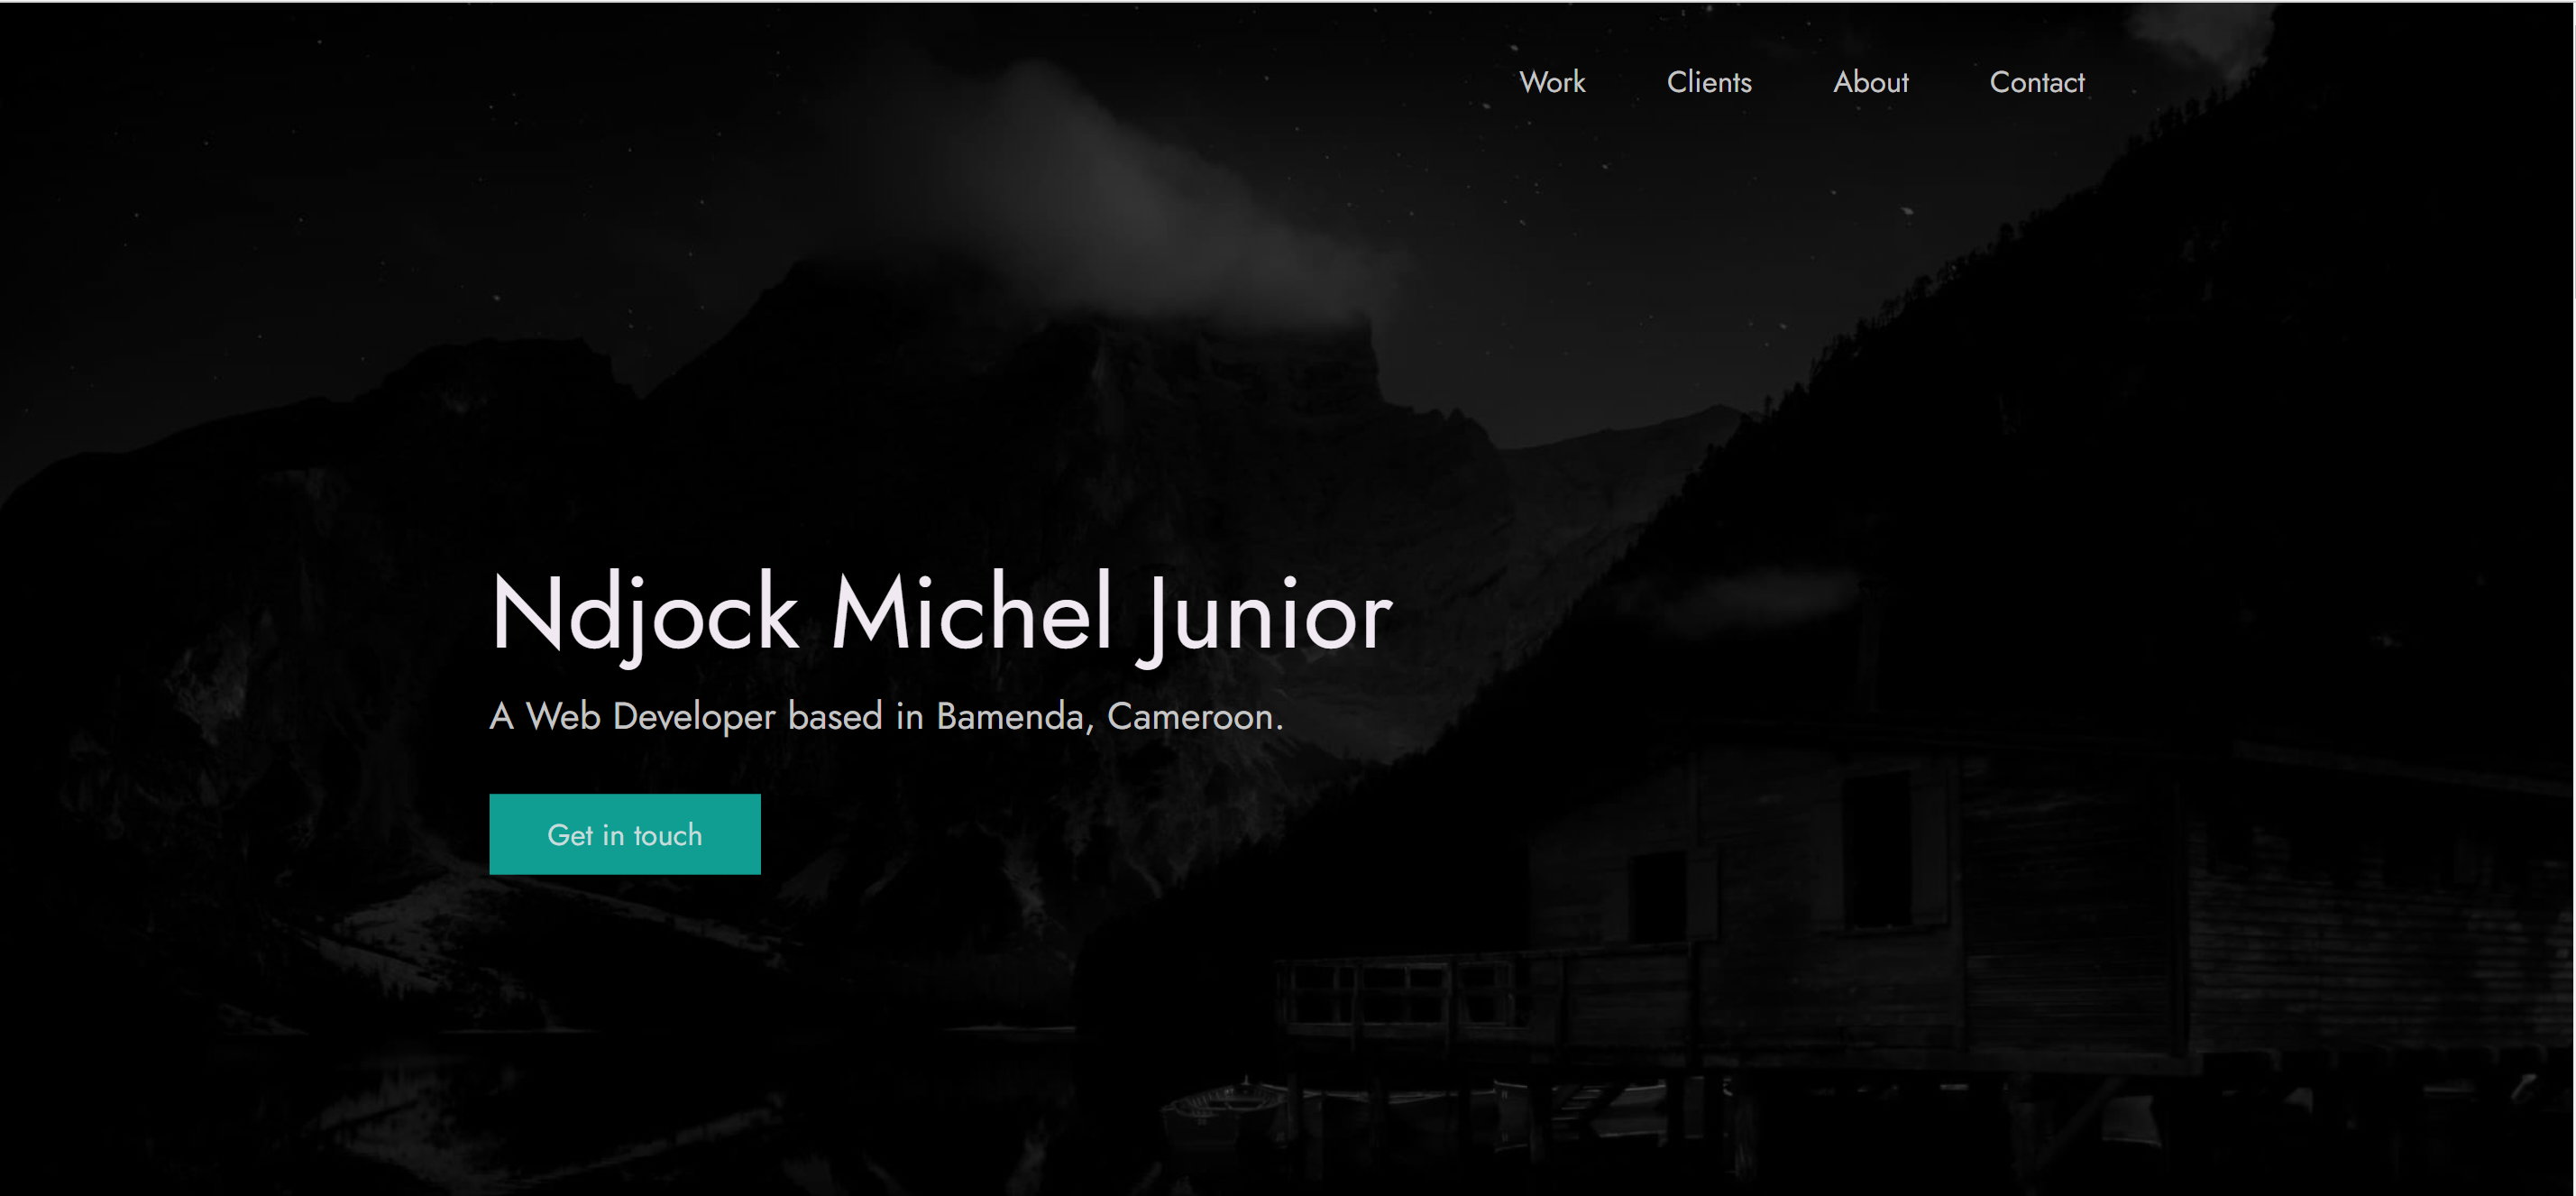 Work Clients About Contact
Ndjock Michel Junior
A Web Developer based in Bamenda, Cameroon.
Get in touch